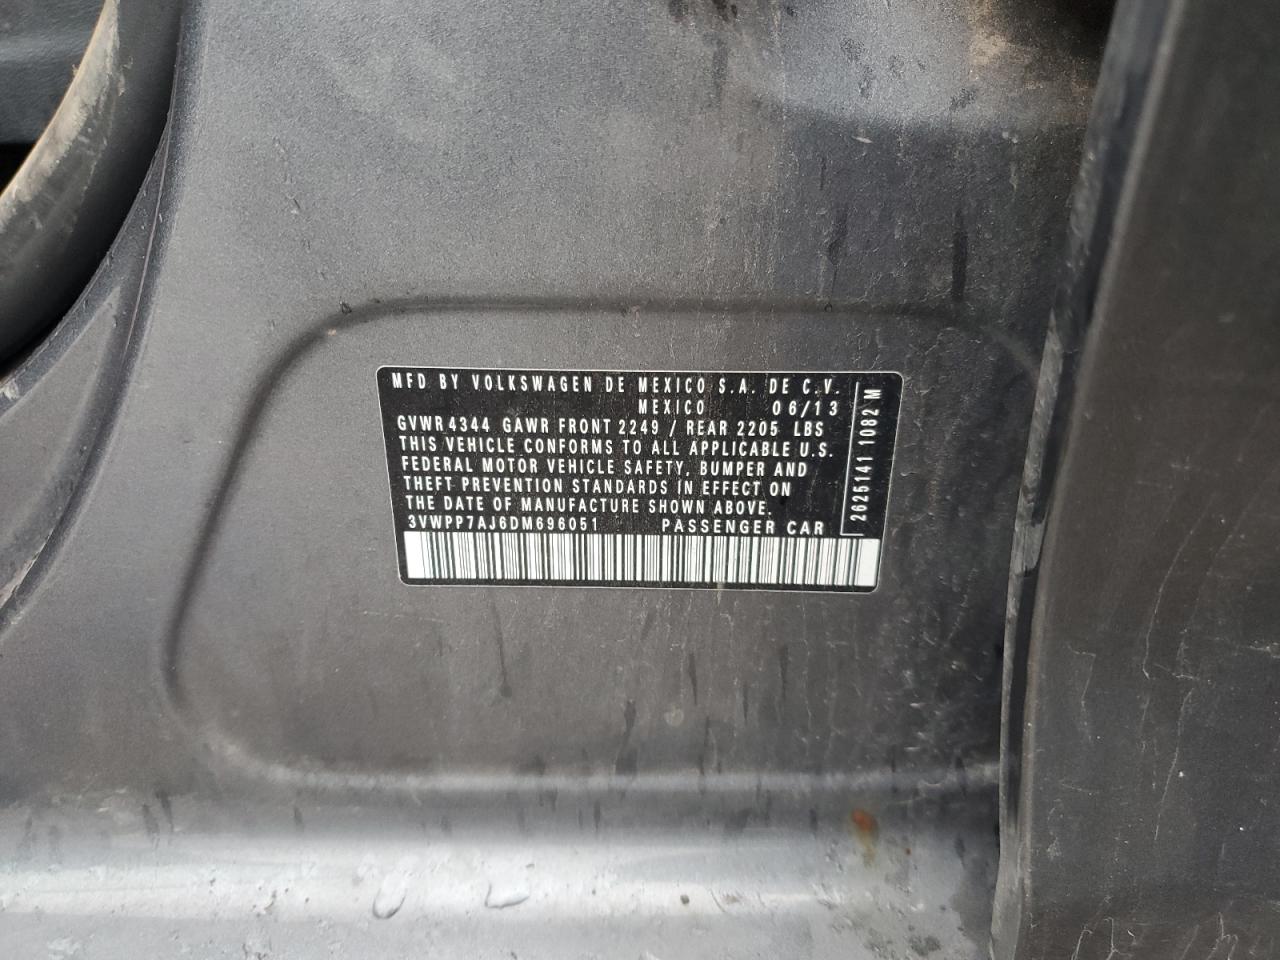 MFD BY VOLKSWAGEN DE MEXICO S.A. DE C.V.
MEXICO 06/13
GVWR 4344 GAWR FRONT 2249 / REAR 2205 LBS
THIS VEHICLE CONFORMS TO ALL APPLICABLE U.S.
FEDERAL MOTOR VEHICLE SAFETY, BUMPER AND
THEFT PREVENTION STANDARDS IN EFFECT ON
THE DATE OF MANUFACTURE SHOWN ABOVE.
3VWPP7AJ6DM696051 PASSENGER CAR
2625141 1082 M